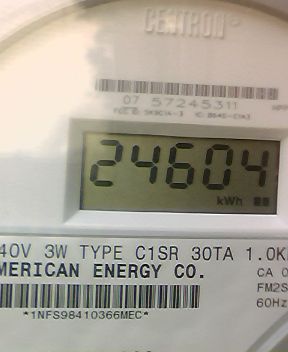 CENTRON
07 57245311
24604
kWh
40V 3W TYPE C1SR 30TA 1.0K
MERICAN ENERGY CO.
CA 0
FM2S
60Hz
*1NFS98410366MEC*